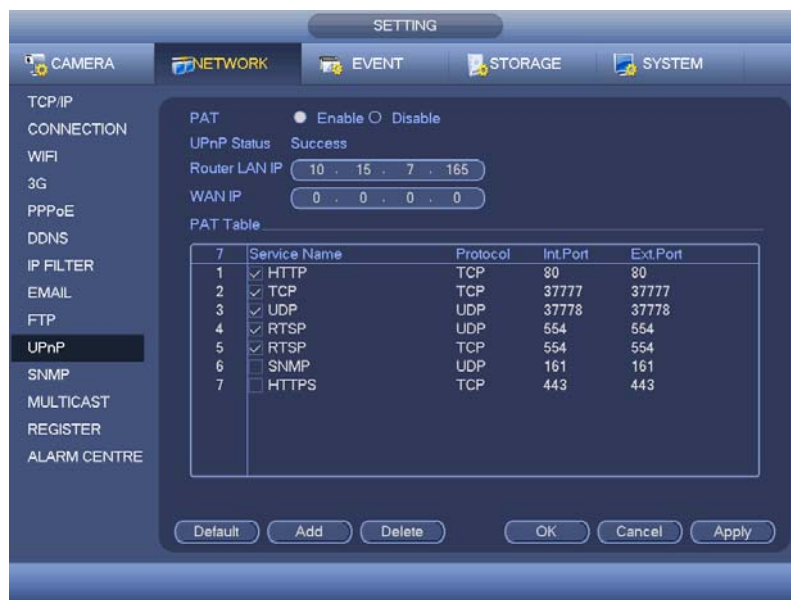 SETTING
CAMERA NETWORK EVENT STORAGE SYSTEM
TCP/IP
CONNECTION
WIFI
3G
PPPoE
DDNS
IP FILTER
EMAIL
FTP
UPnP
SNMP
MULTICAST
REGISTER
ALARM CENTRE
PAT Enable Disable
UPnP Status Success
Router LAN IP 10 . 15 . 7 . 165
WAN IP 0 . 0 . 0 . 0
PAT Table
7 Service Name Protocol Int.Port Ext.Port
1 HTTP TCP 80 80
2 TCP TCP 37777 37777
3 UDP UDP 37778 37778
4 RTSP UDP 554 554
5 RTSP TCP 554 554
6 SNMP UDP 161 161
7 HTTPS TCP 443 443
Default Add Delete OK Cancel Apply